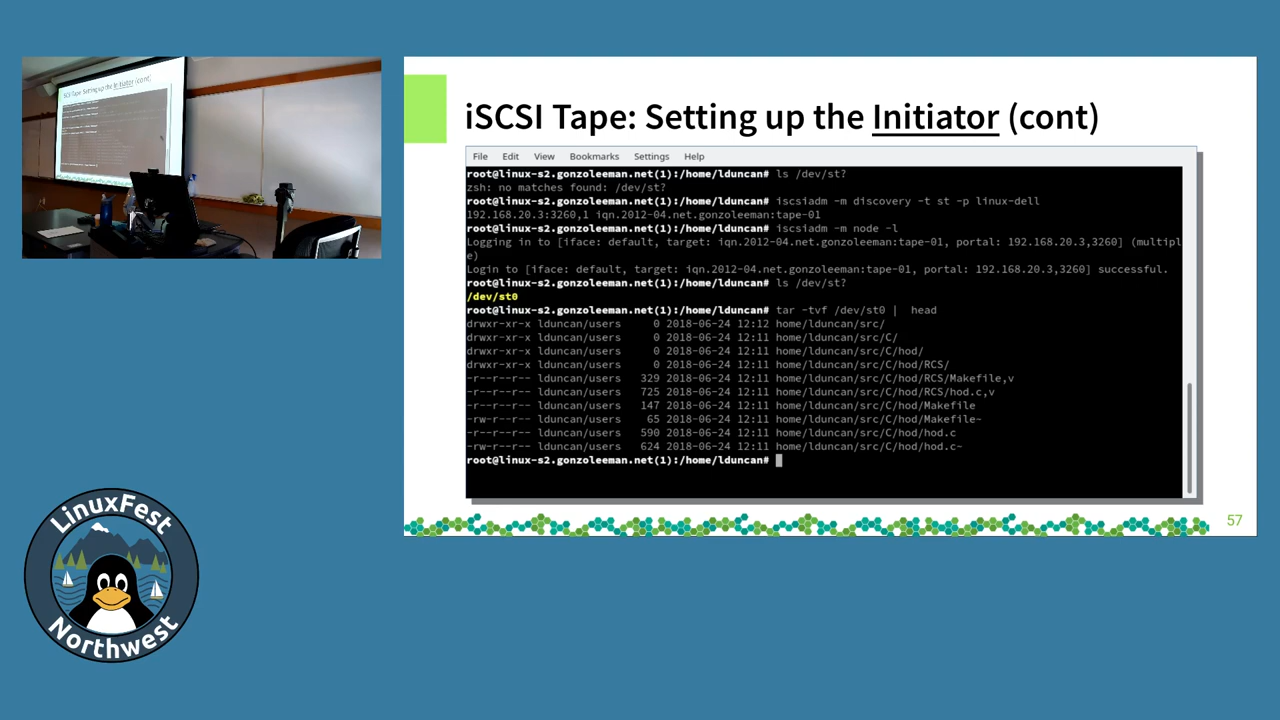 iSCSI Tape: Setting up the Initiator (cont)
iSCSI Tape: Setting up the Initiator (cont)
File Edit View Bookmarks Settings Help
root@linux-s2.gonzoleeman.net(1):/home/lduncan# ls /dev/st?
zsh: no matches found: /dev/st?
root@linux-s2.gonzoleeman.net(1):/home/lduncan# iscsiadm -m discovery -t st -p linux-dell
192.168.20.3:3260,1 iqn.2012-04.net.gonzoleeman:tape-01
root@linux-s2.gonzoleeman.net(1):/home/lduncan# iscsiadm -m node -l
Logging in to [iface: default, target: iqn.2012-04.net.gonzoleeman:tape-01, portal: 192.168.20.3,3260] (multipl
e)
Login to [iface: default, target: iqn.2012-04.net.gonzoleeman:tape-01, portal: 192.168.20.3,3260] successful.
root@linux-s2.gonzoleeman.net(1):/home/lduncan# ls /dev/st?
/dev/st0
root@linux-s2.gonzoleeman.net(1):/home/lduncan# tar -tvf /dev/st0 | head
drwxr-xr-x lduncan/users 0 2018-06-24 12:12 home/lduncan/src/
drwxr-xr-x lduncan/users 0 2018-06-24 12:11 home/lduncan/src/C/
drwxr-xr-x lduncan/users 0 2018-06-24 12:11 home/lduncan/src/C/hod/
drwxr-xr-x lduncan/users 0 2018-06-24 12:11 home/lduncan/src/C/hod/RCS/
-r--r--r-- lduncan/users 329 2018-06-24 12:11 home/lduncan/src/C/hod/RCS/Makefile,v
-r--r--r-- lduncan/users 725 2018-06-24 12:11 home/lduncan/src/C/hod/RCS/hod.c,v
-r--r--r-- lduncan/users 147 2018-06-24 12:11 home/lduncan/src/C/hod/Makefile
-rw-r--r-- lduncan/users 65 2018-06-24 12:11 home/lduncan/src/C/hod/Makefile~
-r--r--r-- lduncan/users 590 2018-06-24 12:11 home/lduncan/src/C/hod/hod.c
-rw-r--r-- lduncan/users 624 2018-06-24 12:11 home/lduncan/src/C/hod/hod.c~
root@linux-s2.gonzoleeman.net(1):/home/lduncan#
57
LinuxFest
Northwest